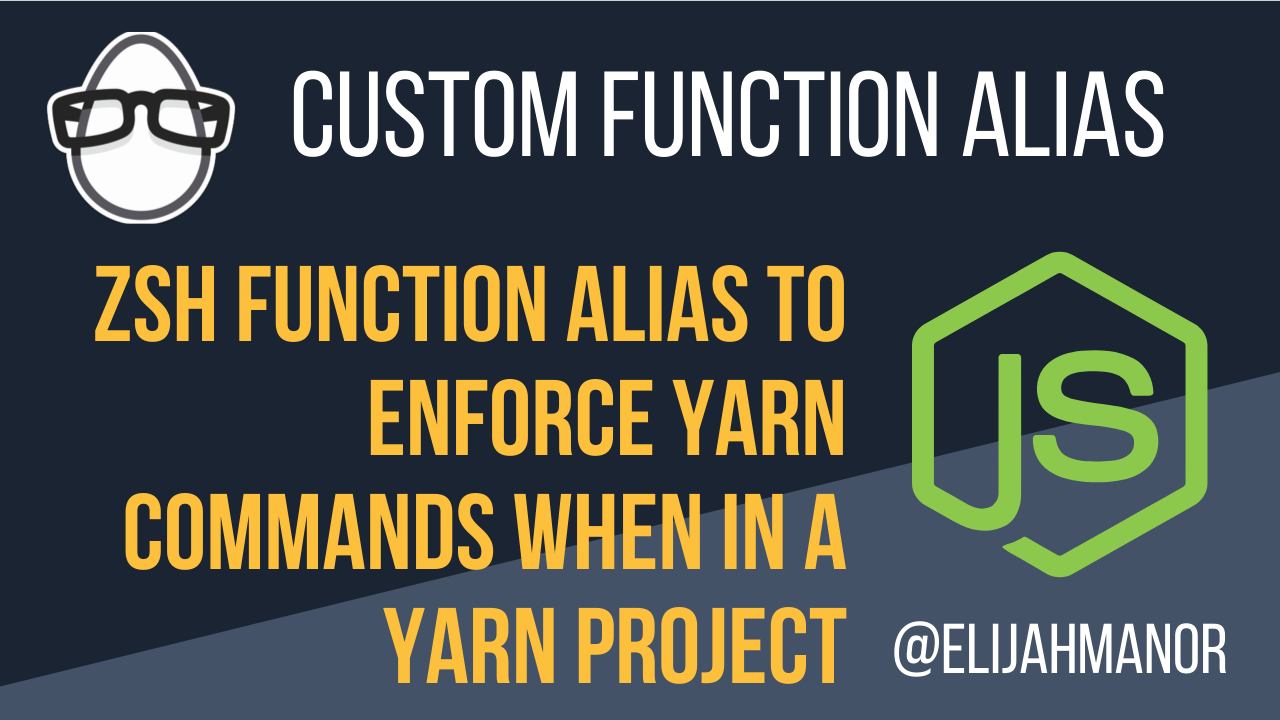 CUSTOM FUNCTION ALIAS
ZSH FUNCTION ALIAS TO
ENFORCE YARN
COMMANDS WHEN IN A
YARN PROJECT
JS
@ELIJAHMANOR